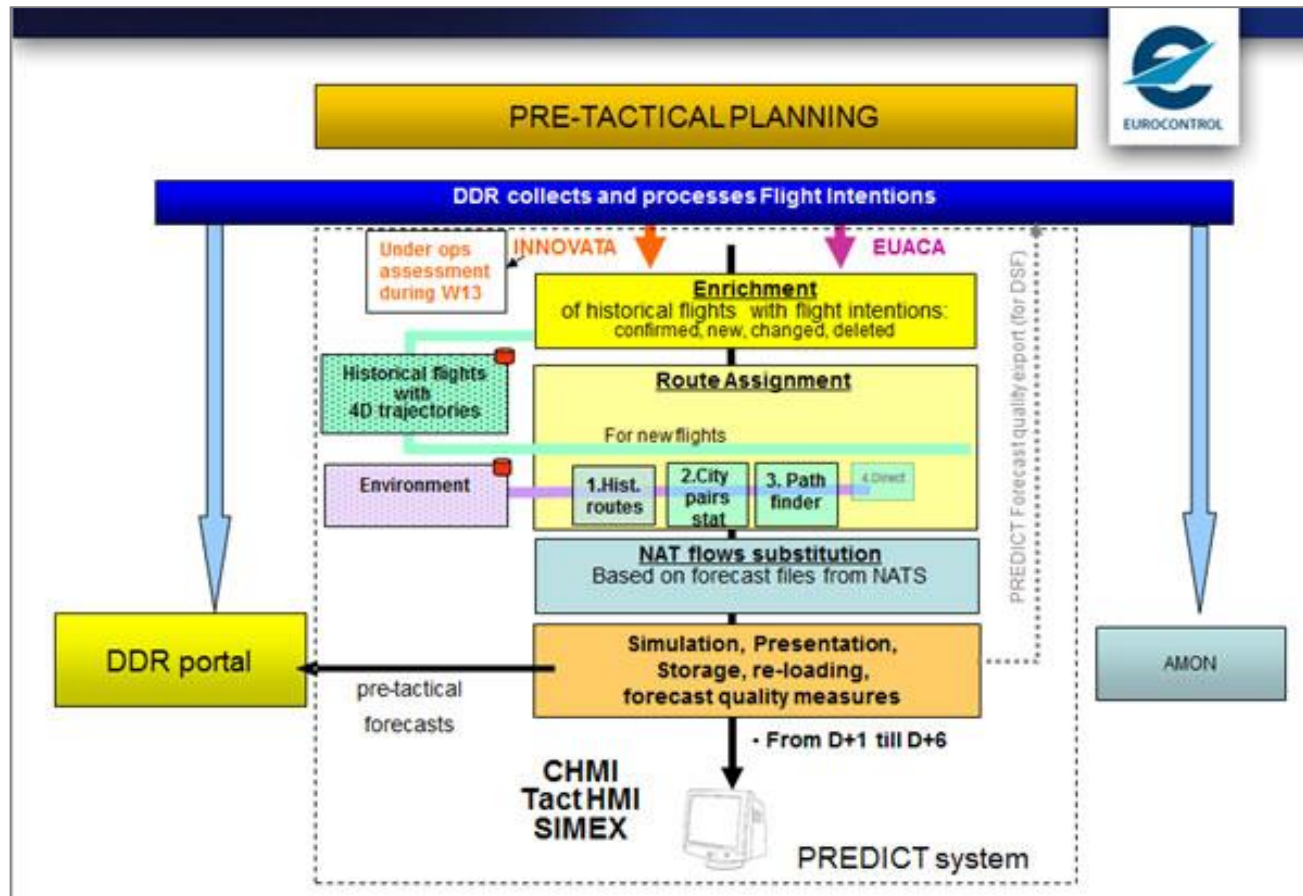 EUROCONTROL
PRE-TACTICAL PLANNING
DDR collects and processes Flight Intentions
Under ops
assessment
during W13
INNOVATA
EUACA
Enrichment
of historical flights with flight intentions:
confirmed, new, changed, deleted
Historical flights
with
4D trajectories
Route Assignment
For new flights
Environment
1.Hist.
routes
2.City
pairs
stat
3. Path
finder
4.Direct
NAT flows substitution
Based on forecast files from NATS
PREDICT Forecast quality export (for DSF)
DDR portal
Simulation, Presentation,
Storage, re-loading,
forecast quality measures
AMON
pre-tactical
forecasts
- From D+1 till D+6
CHMI
Tact HMI
SIMEX
PREDICT system